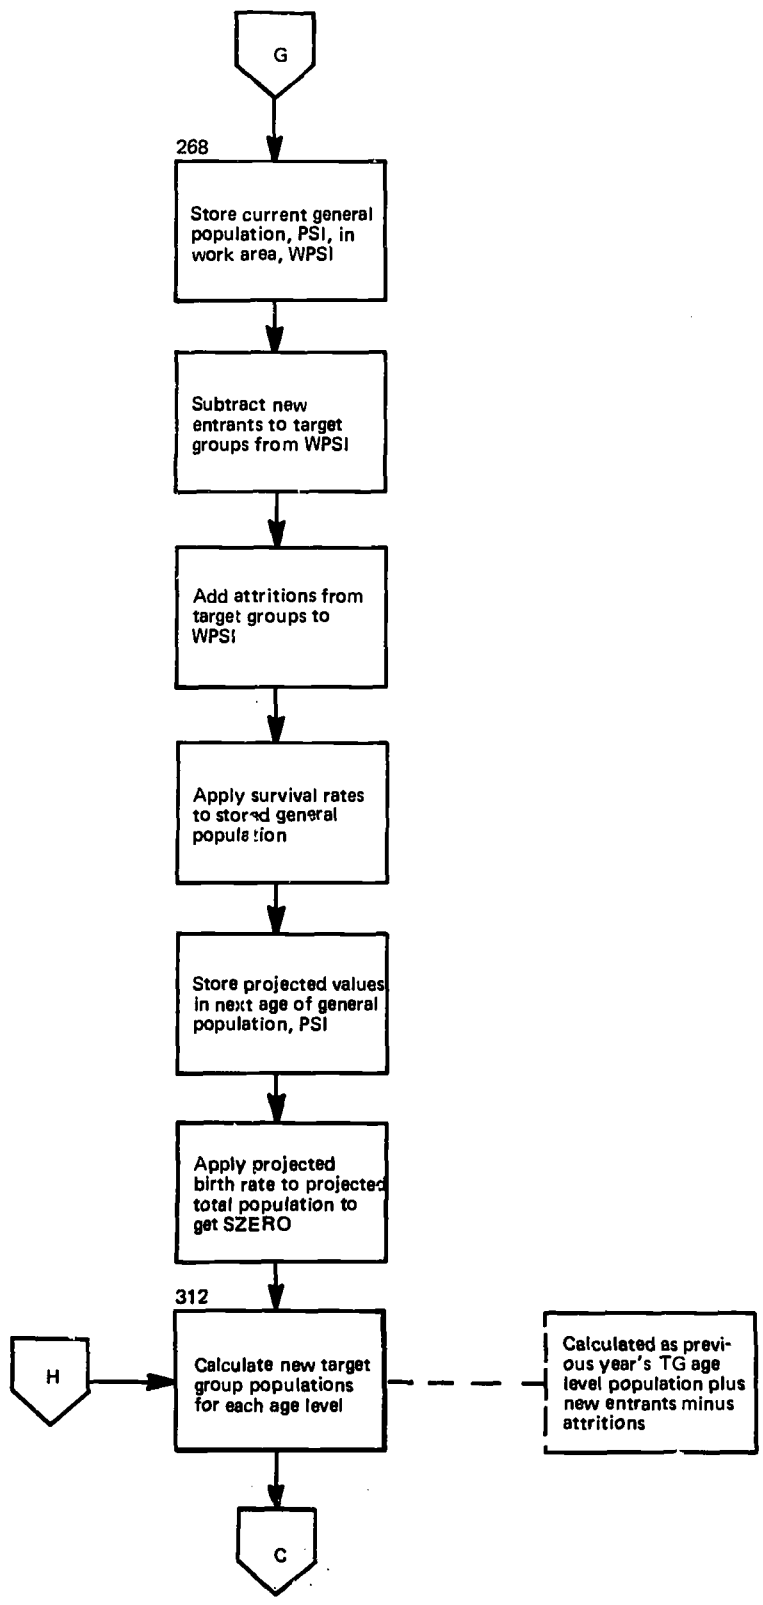 G
268
Store current general
population, PSI, in
work area, WPSI
Subtract new
entrants to target
groups from WPSI
Add attritions from
target groups to
WPSI
Apply survival rates
to stored general
population
Store projected values
in next age of general
population, PSI
Apply projected
birth rate to projected
total population to
get SZERO
312
H
Calculate new target
group populations
for each age level
Calculated as previ-
ous year's TG age
level population plus
new entrants minus
attritions
C